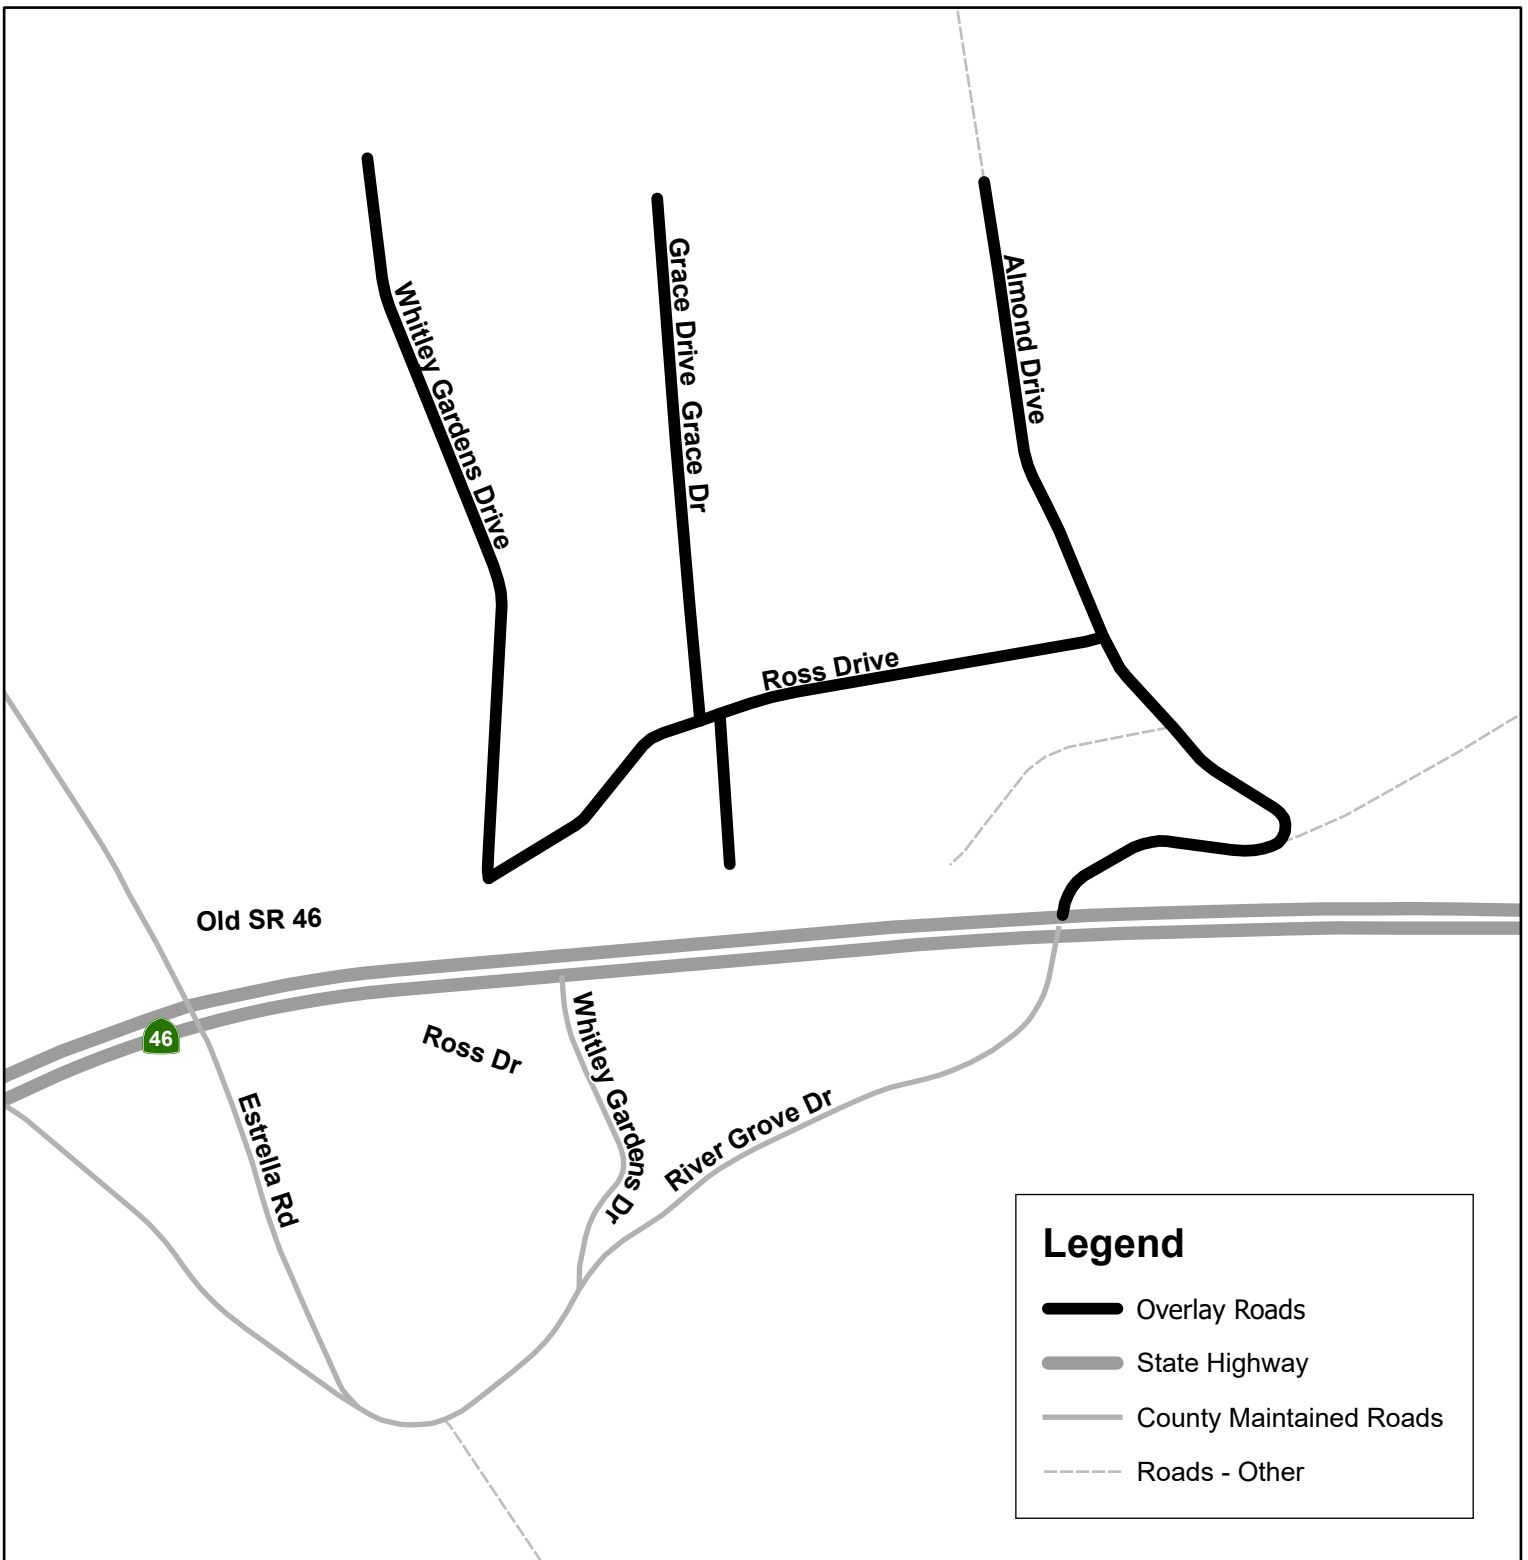 Whitley Gardens Drive
Grace Drive
Grace Dr
Almond Drive
Ross Drive
Old SR 46
46
Ross Dr
Whitley Gardens Dr
River Grove Dr
Estrella Rd
Legend
Overlay Roads
State Highway
County Maintained Roads
Roads - Other